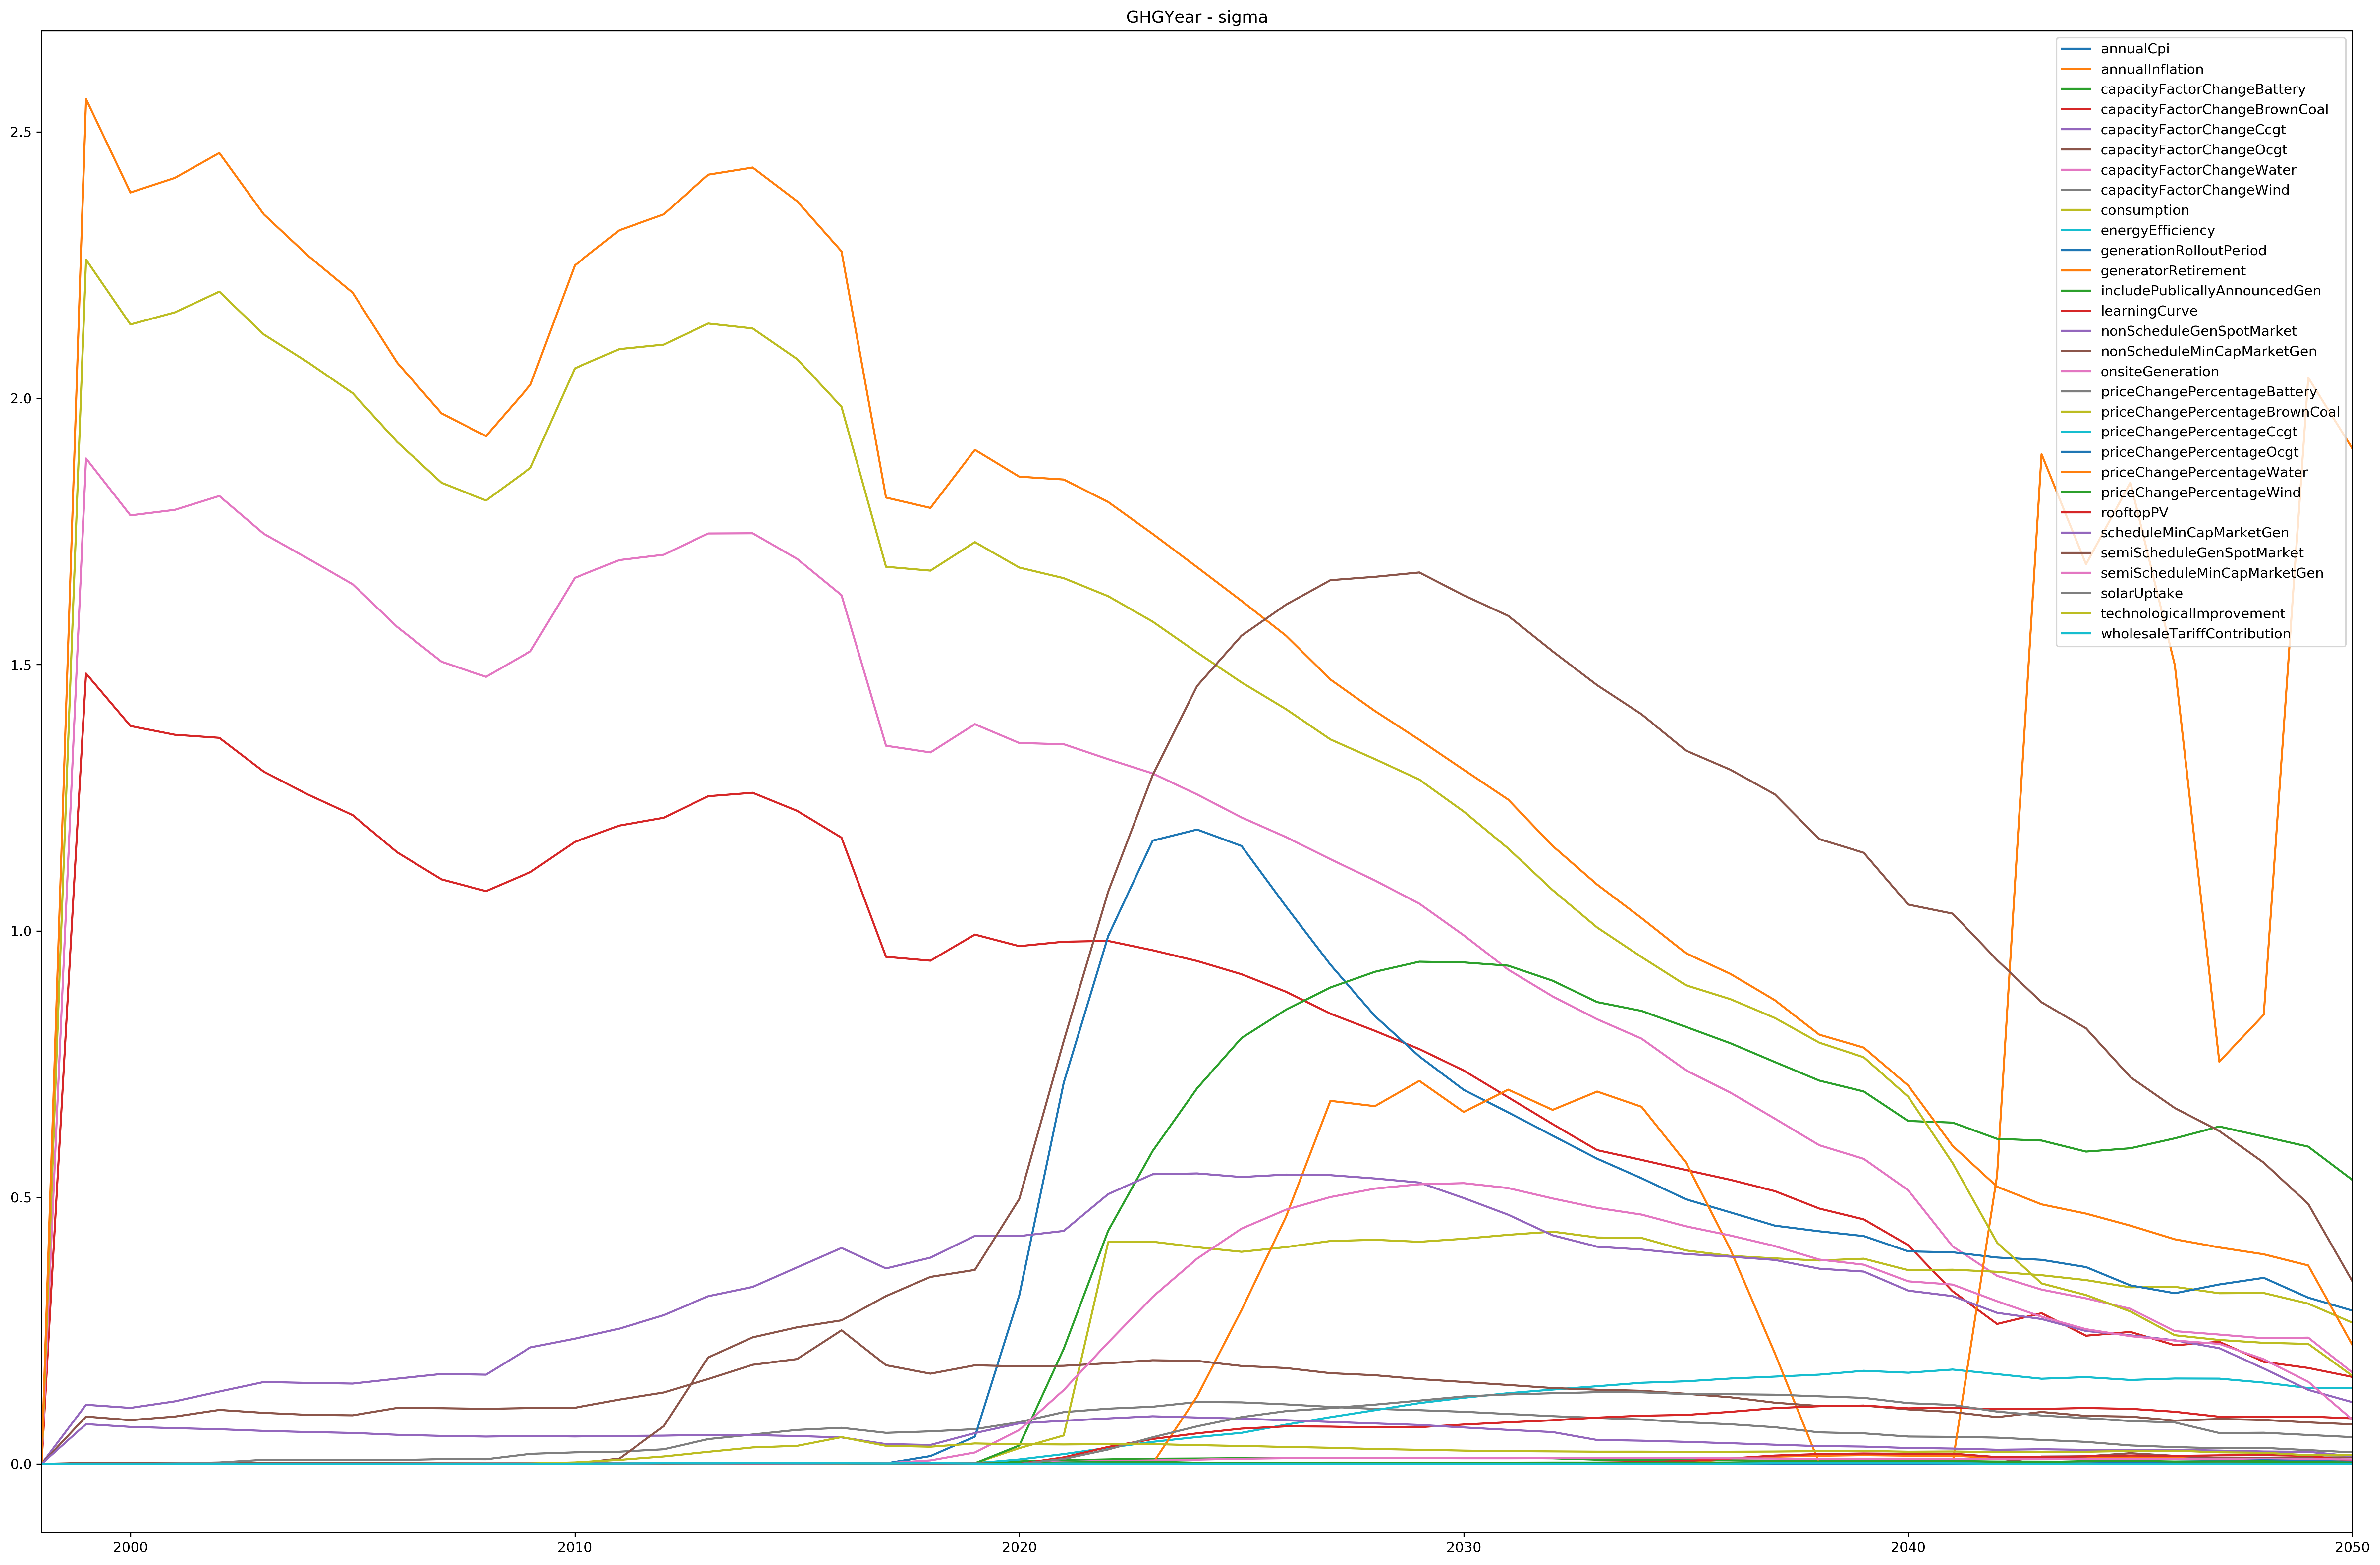 GHGYear - sigma
2.5
2.0
1.5
1.0
0.5
0.0
2000
2010
2020
2030
2040
2050
annualCpi
annualInflation
capacityFactorChangeBattery
capacityFactorChangeBrownCoal
capacityFactorChangeCcgt
capacityFactorChangeOcgt
capacityFactorChangeWater
capacityFactorChangeWind
consumption
energyEfficiency
generationRolloutPeriod
generatorRetirement
includePublicallyAnnouncedGen
learningCurve
nonScheduleGenSpotMarket
nonScheduleMinCapMarketGen
onsiteGeneration
priceChangePercentageBattery
priceChangePercentageBrownCoal
priceChangePercentageCcgt
priceChangePercentageOcgt
priceChangePercentageWater
priceChangePercentageWind
rooftopPV
scheduleMinCapMarketGen
semiScheduleGenSpotMarket
semiScheduleMinCapMarketGen
solarUptake
technologicalImprovement
wholesaleTariffContribution